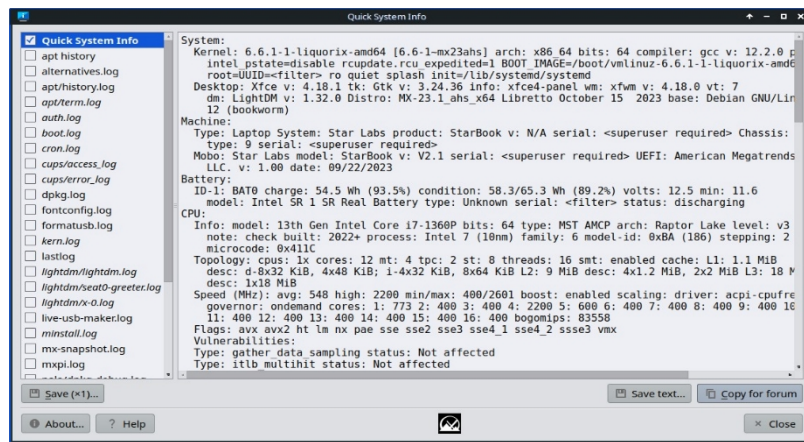 Quick System Info
Quick System Info
apt history
alternatives.log
apt/history.log
apt/term.log
auth.log
boot.log
cron.log
cups/access_log
cups/error_log
dpkg.log
fontconfig.log
formatusb.log
kern.log
lastlog
lightdm/lightdm.log
lightdm/seat0-greeter.log
lightdm/x-0.log
live-usb-maker.log
minstall.log
mx-snapshot.log
mxpi.log
System:
Kernel: 6.6.1-1-liquorix-amd64 [6.6-1~mx23ahs] arch: x86_64 bits: 64 compiler: gcc v: 12.2.0 p
intel_pstate=disable rcupdate.rcu_expedited=1 BOOT_IMAGE=/boot/vmlinuz-6.6.1-1-liquorix-amd6
root=UUID=<filter> ro quiet splash init=/lib/systemd/systemd
Desktop: Xfce v: 4.18.1 tk: Gtk v: 3.24.36 info: xfce4-panel wm: xfwm v: 4.18.0 vt: 7
dm: LightDM v: 1.32.0 Distro: MX-23.1_ahs_x64 Libretto October 15 2023 base: Debian GNU/Lin
12 (bookworm)
Machine:
Type: Laptop System: Star Labs product: StarBook v: N/A serial: <superuser required> Chassis:
type: 9 serial: <superuser required>
Mobo: Star Labs model: StarBook v: V2.1 serial: <superuser required> UEFI: American Megatrends
LLC. v: 1.00 date: 09/22/2023
Battery:
ID-1: BAT0 charge: 54.5 Wh (93.5%) condition: 58.3/65.3 Wh (89.2%) volts: 12.5 min: 11.6
model: Intel SR 1 SR Real Battery type: Unknown serial: <filter> status: discharging
CPU:
Info: model: 13th Gen Intel Core i7-1360P bits: 64 type: MST AMCP arch: Raptor Lake level: v3
note: check built: 2022+ process: Intel 7 (10nm) family: 6 model-id: 0xBA (186) stepping: 2
microcode: 0x411C
Topology: cpus: 1x cores: 12 mt: 4 tpc: 2 st: 8 threads: 16 smt: enabled cache: L1: 1.1 MiB
desc: d-8x32 KiB, 4x48 KiB; i-4x32 KiB, 8x64 KiB L2: 9 MiB desc: 4x1.2 MiB, 2x2 MiB L3: 18 M
desc: 1x18 MiB
Speed (MHz): avg: 548 high: 2200 min/max: 400/2601 boost: enabled scaling: driver: acpi-cpufre
governor: ondemand cores: 1: 773 2: 400 3: 400 4: 2200 5: 600 6: 400 7: 400 8: 400 9: 400 10
11: 400 12: 400 13: 400 14: 400 15: 400 16: 400 bogomips: 83558
Flags: avx avx2 ht lm nx pae sse sse2 sse3 sse4_1 sse4_2 ssse3 vmx
Vulnerabilities:
Type: gather_data_sampling status: Not affected
Type: itlb_multihit status: Not affected
Save (×1)...
Save text...
Copy for forum
About...
Help
Close